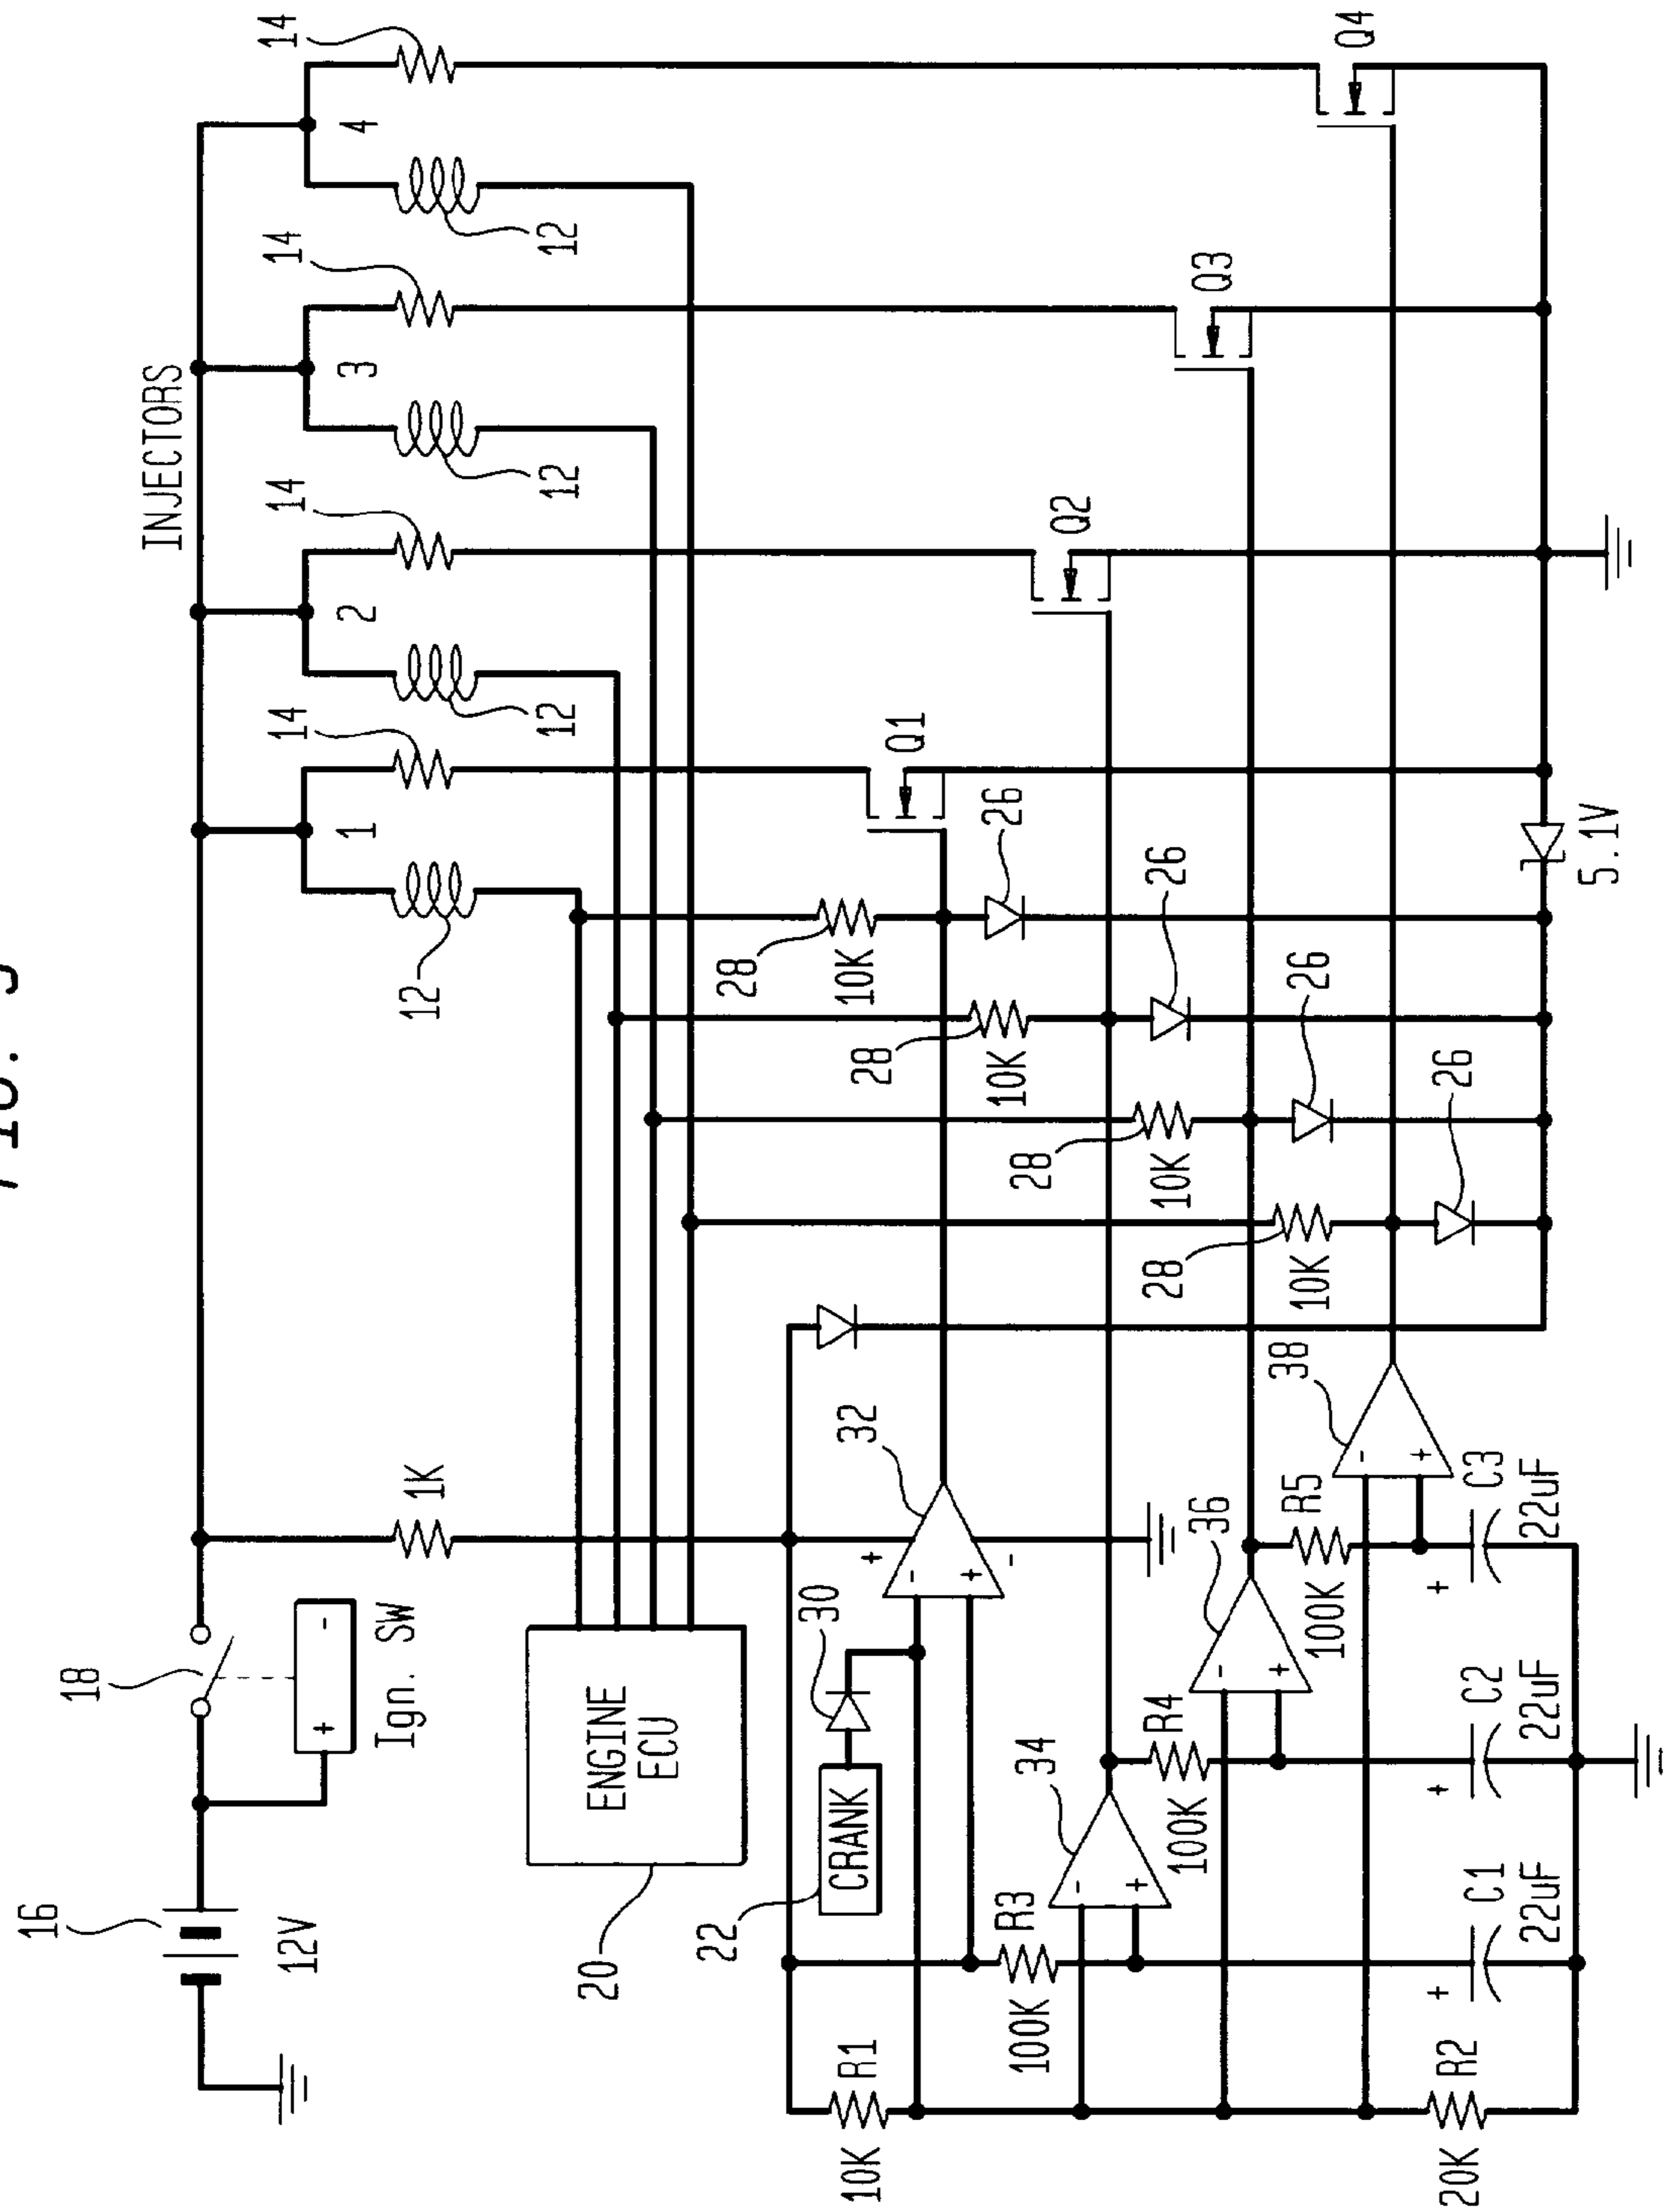 INJECTORS
16
12V
18
Ign. SW
+ -
1K
1
2
3
4
12
14
12
14
12
14
12
14
20
ENGINE
ECU
22
CRANK
30
32
+
-
-
+
34
-
+
36
-
+
38
-
+
28
10K
28
10K
28
10K
28
10K
26
26
26
26
Q1
Q2
Q3
Q4
5.1V
10K
R1
100K
R3
100K
R4
100K
R5
20K
R2
+
C1
22uF
+
C2
22uF
+
C3
22uF